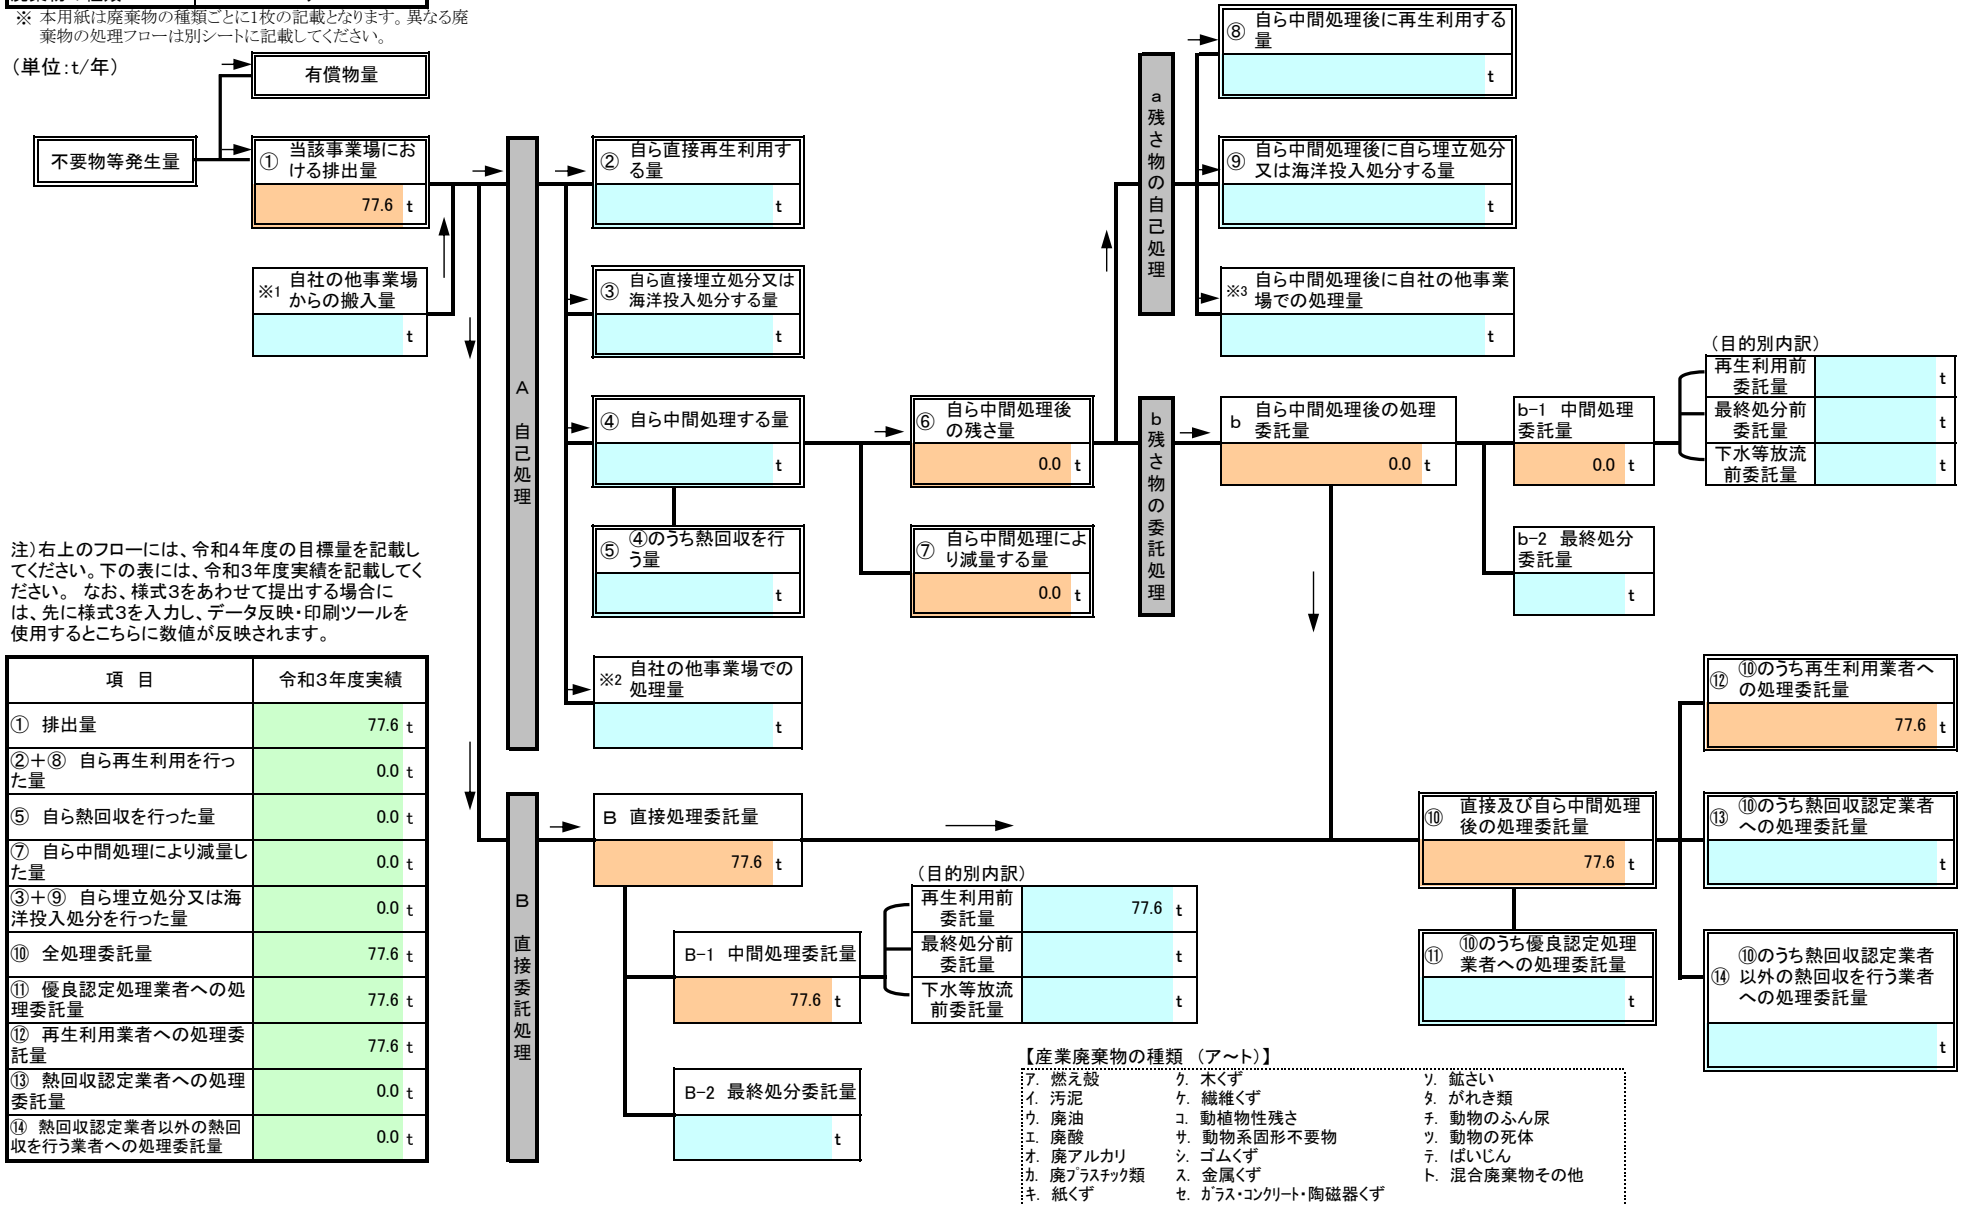 ※ 本用紙は廃棄物の種類ごとに1枚の記載となります。異なる廃
棄物の処理フローは別シートに記載してください。
(単位:t/年)
有償物量
不要物等発生量
① 当該事業場にお
ける排出量
77.6 t
※1 自社の他事業場
からの搬入量
t
A 自己処理
② 自ら直接再生利用す
る量
t
③ 自ら直接埋立処分又は
海洋投入処分する量
t
④ 自ら中間処理する量
t
⑤ ④のうち熱回収を行
う量
t
※2 自社の他事業場での
処理量
t
⑥ 自ら中間処理後
の残さ量
0.0 t
⑦ 自ら中間処理によ
り減量する量
0.0 t
a残さ物の自己処理
⑧ 自ら中間処理後に再生利用する
量
t
⑨ 自ら中間処理後に自ら埋立処分
又は海洋投入処分する量
t
※3 自ら中間処理後に自社の他事業
場での処理量
t
b残さ物の委託処理
b 自ら中間処理後の処理
委託量
0.0 t
b-1 中間処理
委託量
0.0 t
b-2 最終処分
委託量
t
(目的別内訳)
再生利用前
委託量
t
最終処分前
委託量
t
下水等放流
前委託量
t
注)右上のフローには、令和4年度の目標量を記載し
てください。下の表には、令和3年度実績を記載してく
ださい。 なお、様式3をあわせて提出する場合に
は、先に様式3を入力し、データ反映・印刷ツールを
使用するとこちらに数値が反映されます。
項 目 令和3年度実績
① 排出量 77.6 t
②+⑧ 自ら再生利用を行っ
た量 0.0 t
⑤ 自ら熱回収を行った量 0.0 t
⑦ 自ら中間処理により減量し
た量 0.0 t
③+⑨ 自ら埋立処分又は海
洋投入処分を行った量 0.0 t
⑩ 全処理委託量 77.6 t
⑪ 優良認定処理業者への処
理委託量 77.6 t
⑫ 再生利用業者への処理委
託量 77.6 t
⑬ 熱回収認定業者への処理
委託量 0.0 t
⑭ 熱回収認定業者以外の熱回
収を行う業者への処理委託量 0.0 t
B 直接委託処理
B 直接処理委託量
77.6 t
B-1 中間処理委託量
77.6 t
B-2 最終処分委託量
t
(目的別内訳)
再生利用前
委託量
77.6 t
最終処分前
委託量
t
下水等放流
前委託量
t
⑩ 直接及び自ら中間処理
後の処理委託量
77.6 t
⑪ ⑩のうち優良認定処理
業者への処理委託量
t
⑫ ⑩のうち再生利用業者へ
の処理委託量
77.6 t
⑬ ⑩のうち熱回収認定業者
への処理委託量
t
⑭ ⑩のうち熱回収認定業者
以外の熱回収を行う業者
への処理委託量
t
【産業廃棄物の種類 (ア~ト)】
ア. 燃え殻 ク. 木くず ソ. 鉱さい
イ. 汚泥 ケ. 繊維くず タ. がれき類
ウ. 廃油 コ. 動植物性残さ チ. 動物のふん尿
エ. 廃酸 サ. 動物系固形不要物 ツ. 動物の死体
オ. 廃アルカリ シ. ゴムくず テ. ばいじん
カ. 廃プラスチック類 ス. 金属くず ト. 混合廃棄物その他
キ. 紙くず セ. ガラス・コンクリート・陶磁器くず